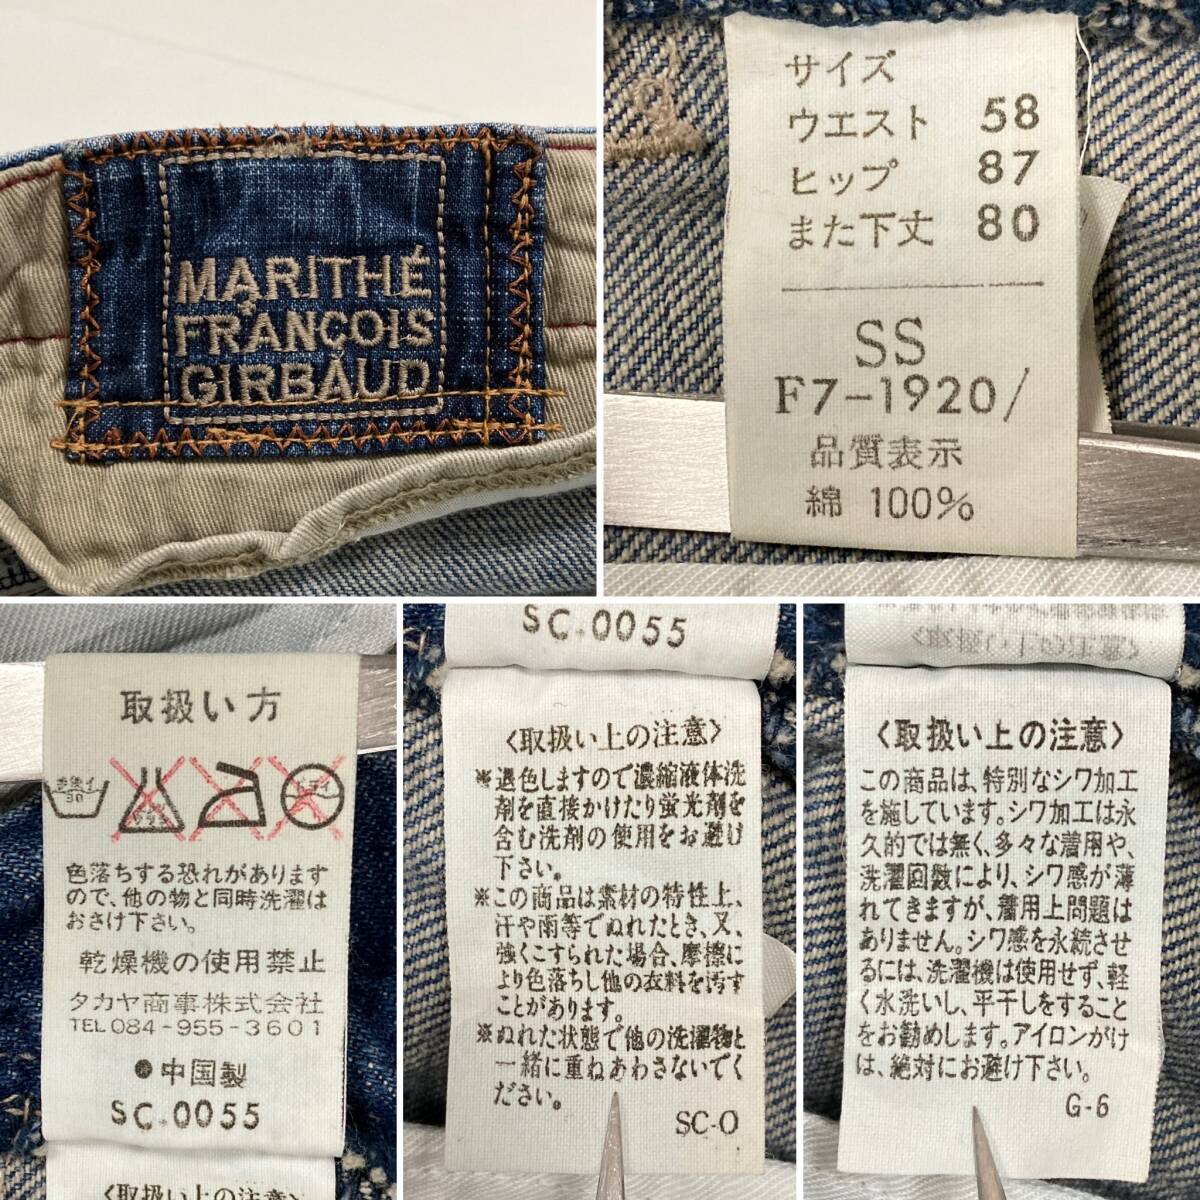 MARITHÉ
FRANÇOIS
GIRBAUD
サイズ
ウエスト 58
ヒップ 87
また下丈 80
SS
F7-1920/
品質表示
綿 100%
取扱い方
30
色落ちする恐れがあります
ので、他の物と同時洗濯は
おさけ下さい。
乾燥機の使用禁止
タカヤ商事株式会社
TEL 084-955-3601
●中国製
SC.0055
〈取扱い上の注意〉
SC.0055
〈取扱い上の注意〉
※退色しますので濃縮液体洗
剤を直接かけたり蛍光剤を
含む洗剤の使用をお避け
下さい。
※この商品は素材の特性上、
汗や雨等でぬれたとき、又、
強くこすられた場合、摩擦に
より色落ちし他の衣料を汚す
ことがあります。
※ぬれた状態で他の洗濯物と
一緒に重ねあわさないでく
ださい。
SC-O
〈取扱い上の注意〉
この商品は、特別なシワ加工
を施しています。シワ加工は永
久的では無く、多々な着用や、
洗濯回数により、シワ感が薄
れてきますが、着用上問題は
ありません。シワ感を永続させ
るには、洗濯機は使用せず、軽
く水洗いし、平干しをすること
をお勧めします。アイロンがけ
は、絶対にお避け下さい。
G-6